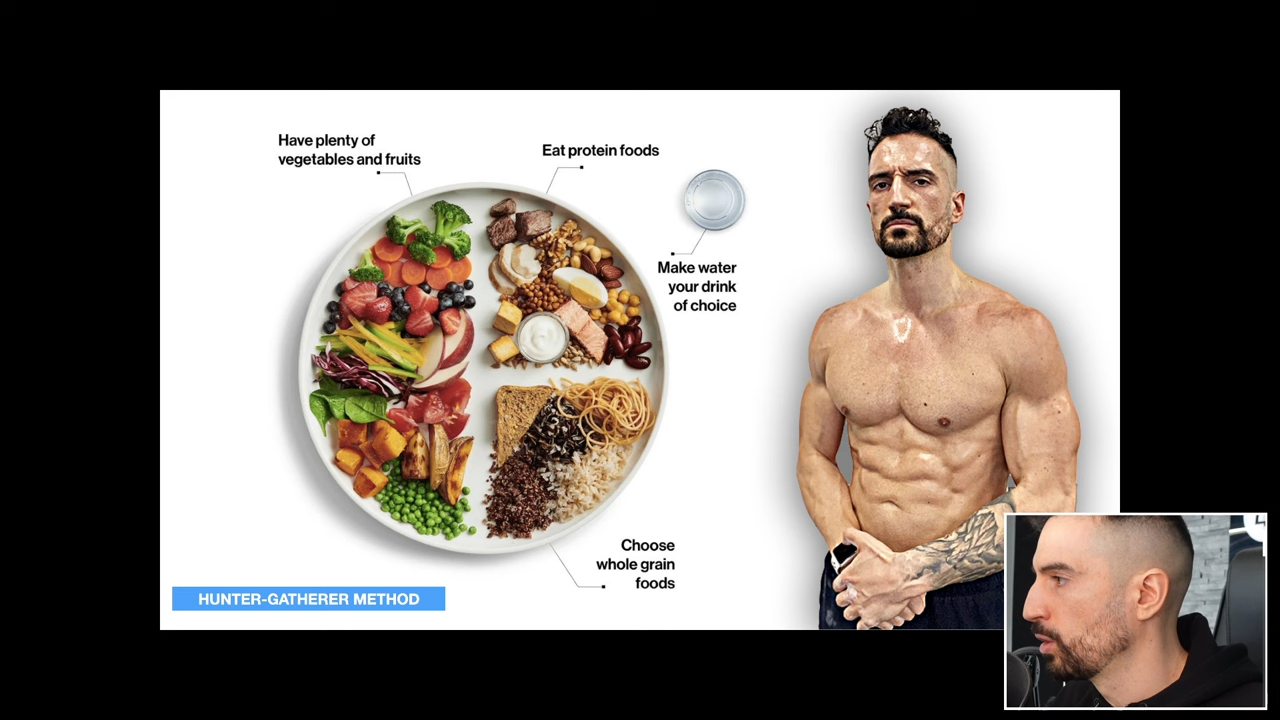 Have plenty of
vegetables and fruits
Eat protein foods
Make water
your drink
of choice
Choose
whole grain
foods
HUNTER-GATHERER METHOD